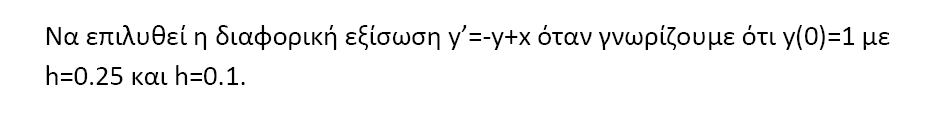 Να επιλυθεί η διαφορική εξίσωση y’=-y+x όταν γνωρίζουμε ότι y(0)=1 με
h=0.25 και h=0.1.